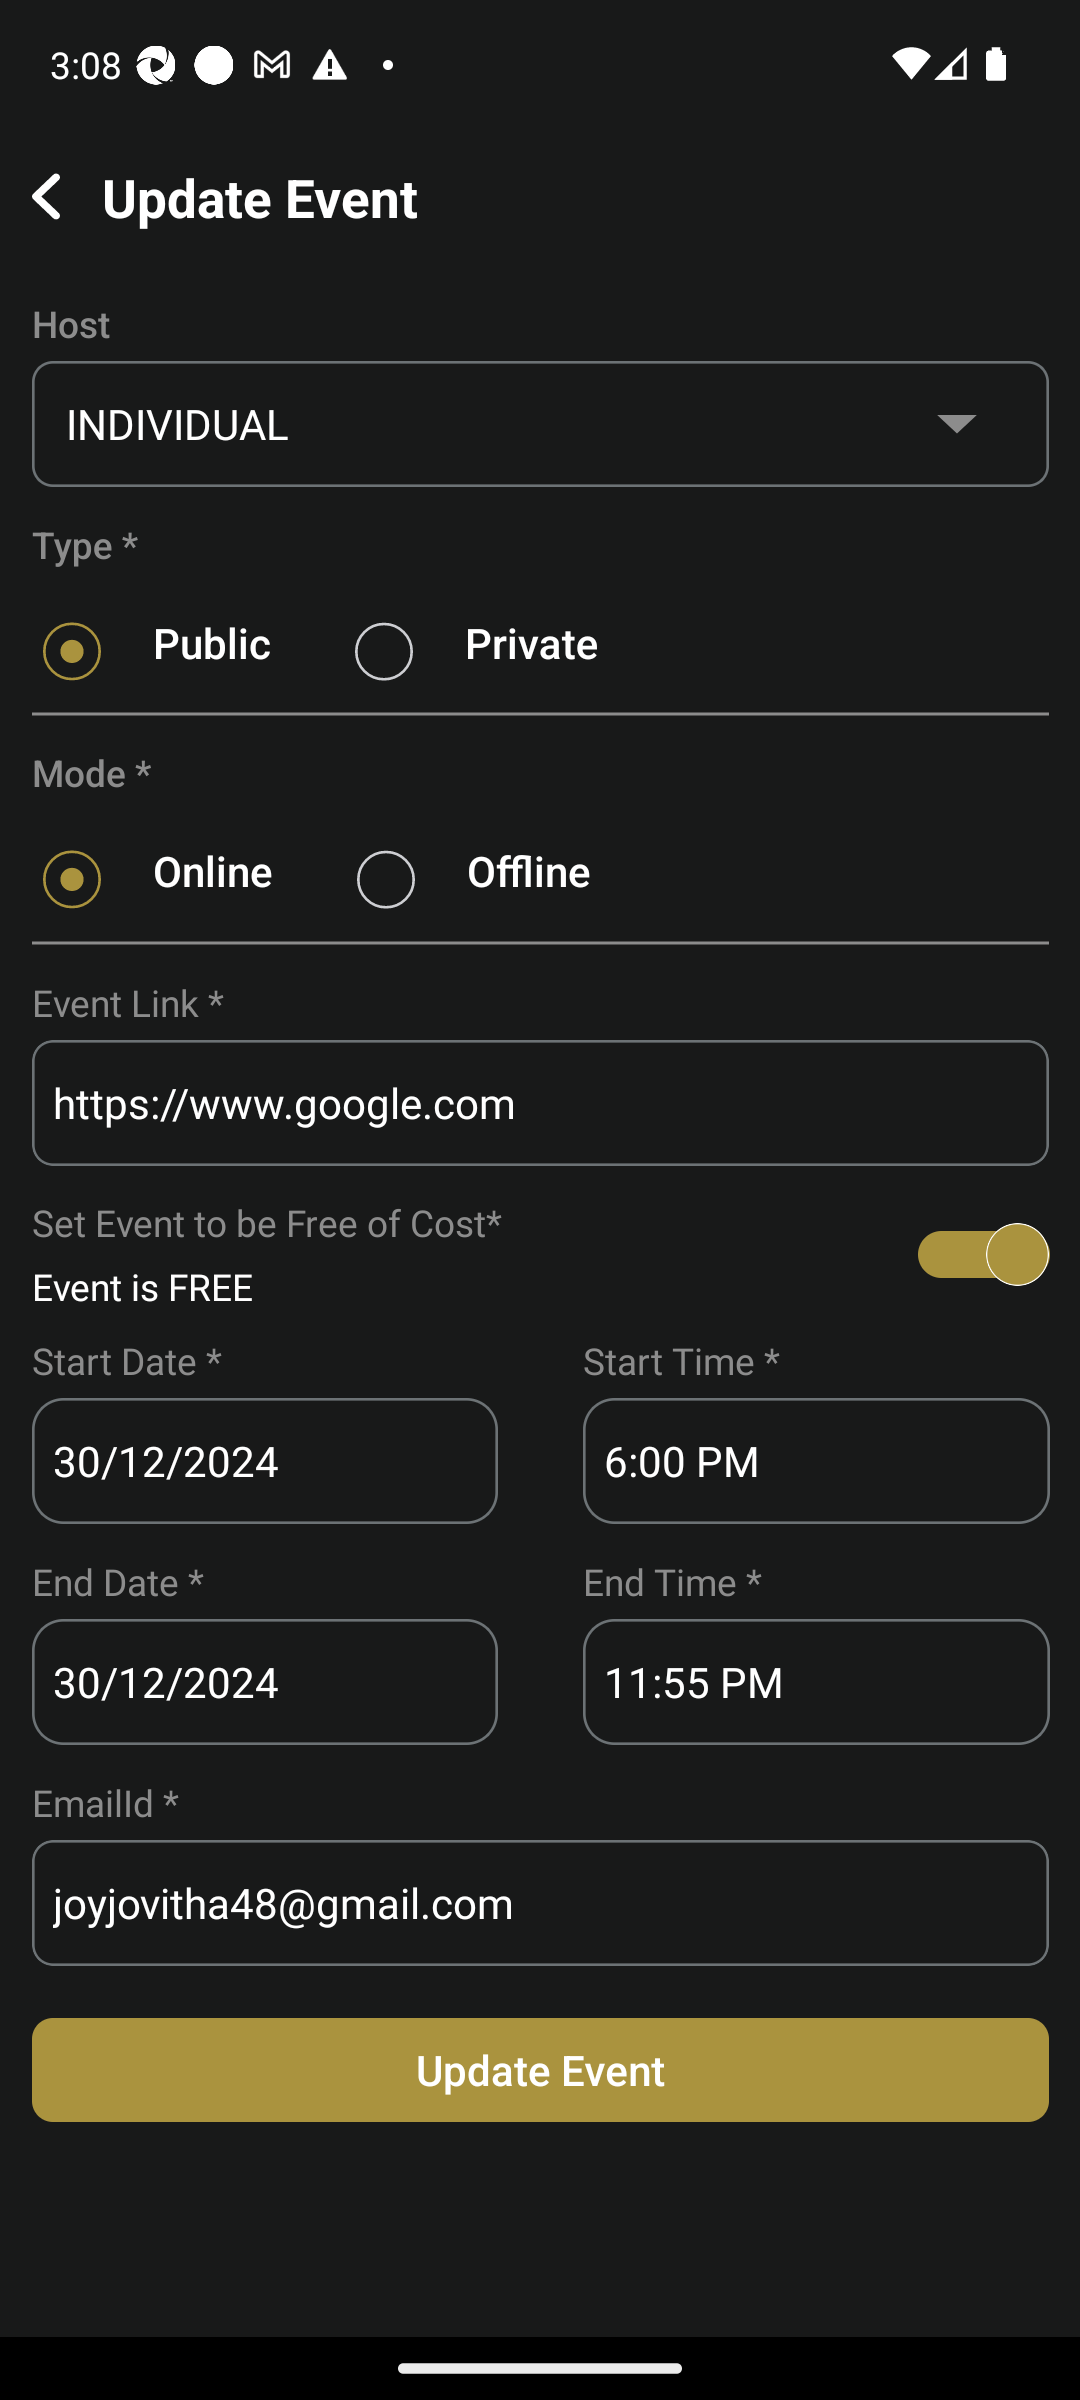 3:08
Update Event
Host
INDIVIDUAL
Type *
Public Private
Mode *
Online Offline
Event Link *
https://www.google.com
Set Event to be Free of Cost*
Event is FREE
Start Date * Start Time *
30/12/2024 6:00 PM
End Date * End Time *
30/12/2024 11:55 PM
EmailId *
joyjovitha48@gmail.com
Update Event